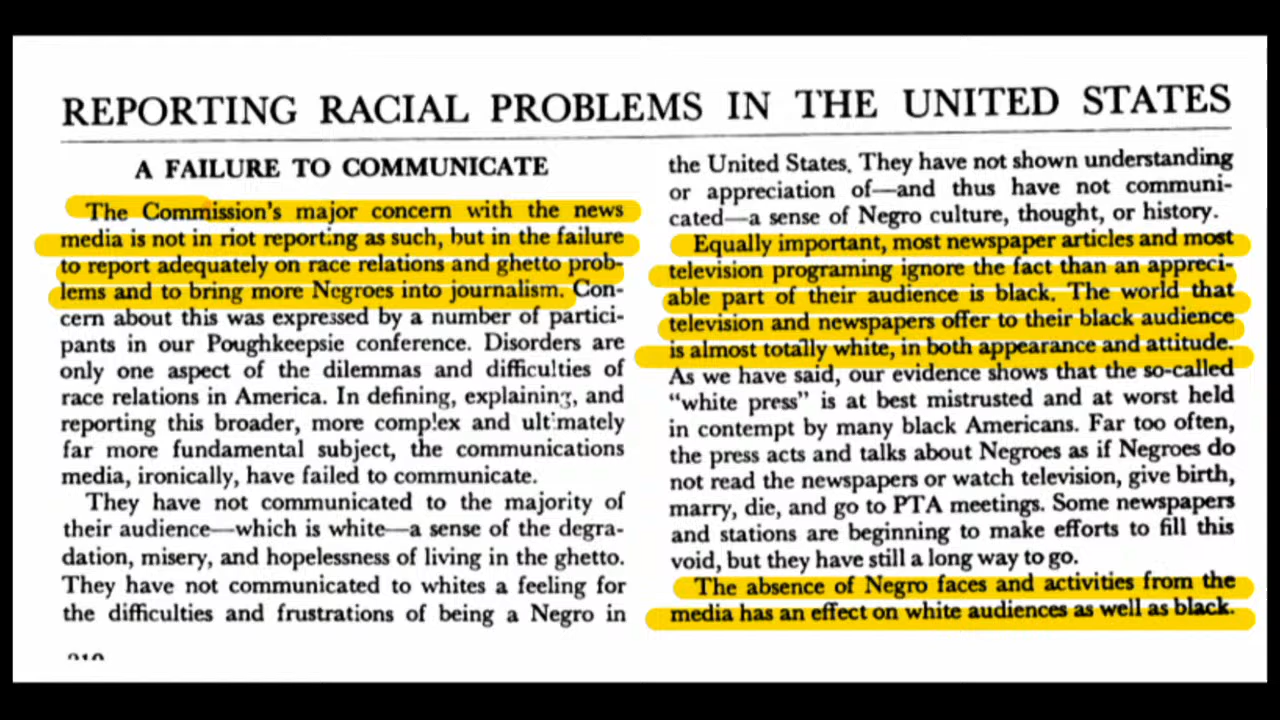 REPORTING RACIAL PROBLEMS IN THE UNITED STATES
A FAILURE TO COMMUNICATE
The Commission's major concern with the news
media is not in riot reporting as such, but in the failure
to report adequately on race relations and ghetto prob-
lems and to bring more Negroes into journalism. Con-
cern about this was expressed by a number of partici-
pants in our Poughkeepsie conference. Disorders are
only one aspect of the dilemmas and difficulties of
race relations in America. In defining, explaining, and
reporting this broader, more complex and ultimately
far more fundamental subject, the communications
media, ironically, have failed to communicate.
They have not communicated to the majority of
their audience—which is white—a sense of the degra-
dation, misery, and hopelessness of living in the ghetto.
They have not communicated to whites a feeling for
the difficulties and frustrations of being a Negro in
the United States. They have not shown understanding
or appreciation of—and thus have not communi-
cated—a sense of Negro culture, thought, or history.
Equally important, most newspaper articles and most
television programing ignore the fact than an appreci-
able part of their audience is black. The world that
television and newspapers offer to their black audience
is almost totally white, in both appearance and attitude.
As we have said, our evidence shows that the so-called
"white press" is at best mistrusted and at worst held
in contempt by many black Americans. Far too often,
the press acts and talks about Negroes as if Negroes do
not read the newspapers or watch television, give birth,
marry, die, and go to PTA meetings. Some newspapers
and stations are beginning to make efforts to fill this
void, but they have still a long way to go.
The absence of Negro faces and activities from the
media has an effect on white audiences as well as black.